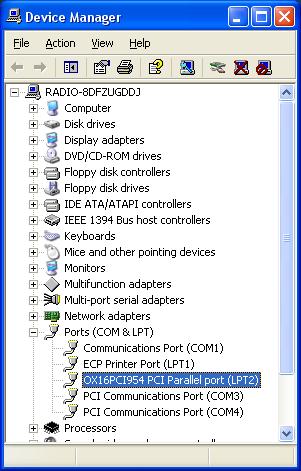 Device Manager
File Action View Help
RADIO-8DFZUGDDJ
Computer
Disk drives
Display adapters
DVD/CD-ROM drives
Floppy disk controllers
Floppy disk drives
IDE ATA/ATAPI controllers
IEEE 1394 Bus host controllers
Keyboards
Mice and other pointing devices
Monitors
Multifunction adapters
Multi-port serial adapters
Network adapters
Ports (COM & LPT)
Communications Port (COM1)
ECP Printer Port (LPT1)
OX16PCI954 PCI Parallel port (LPT2)
PCI Communications Port (COM3)
PCI Communications Port (COM4)
Processors